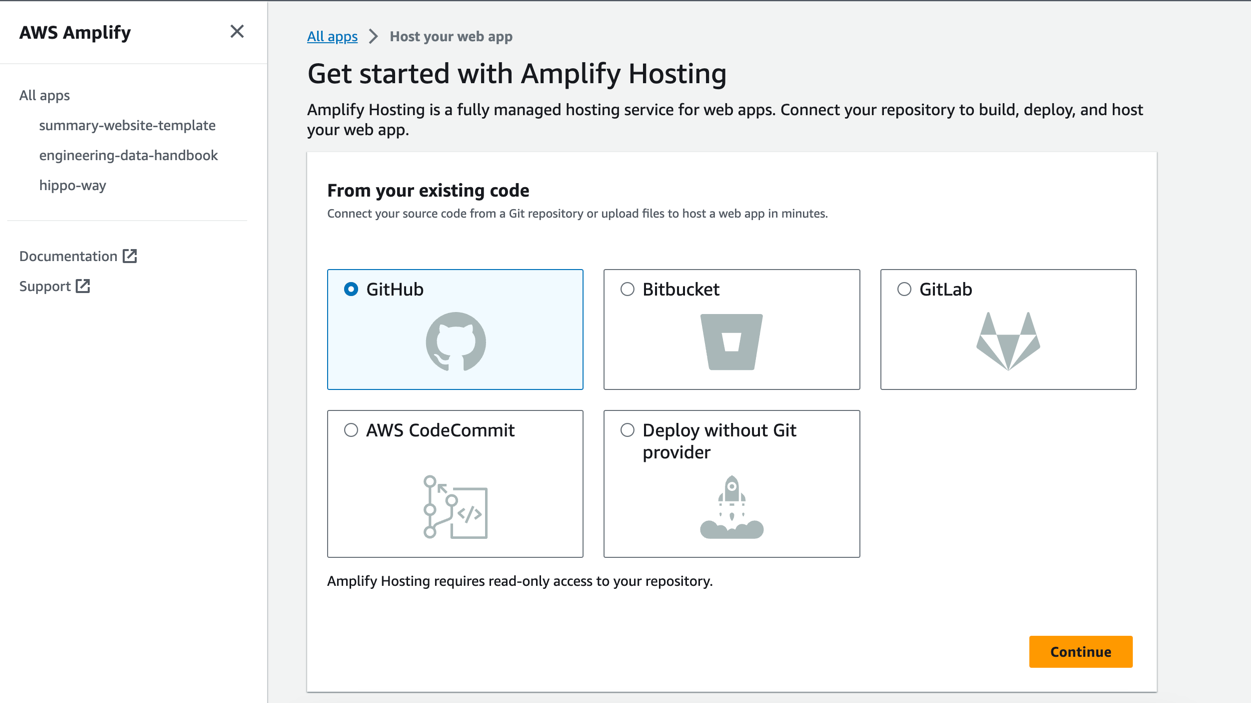 AWS Amplify
All apps
summary-website-template
engineering-data-handbook
hippo-way
Documentation
Support
All apps > Host your web app
Get started with Amplify Hosting
Amplify Hosting is a fully managed hosting service for web apps. Connect your repository to build, deploy, and host
your web app.
From your existing code
Connect your source code from a Git repository or upload files to host a web app in minutes.
GitHub
Bitbucket
GitLab
AWS CodeCommit
Deploy without Git
provider
Amplify Hosting requires read-only access to your repository.
Continue